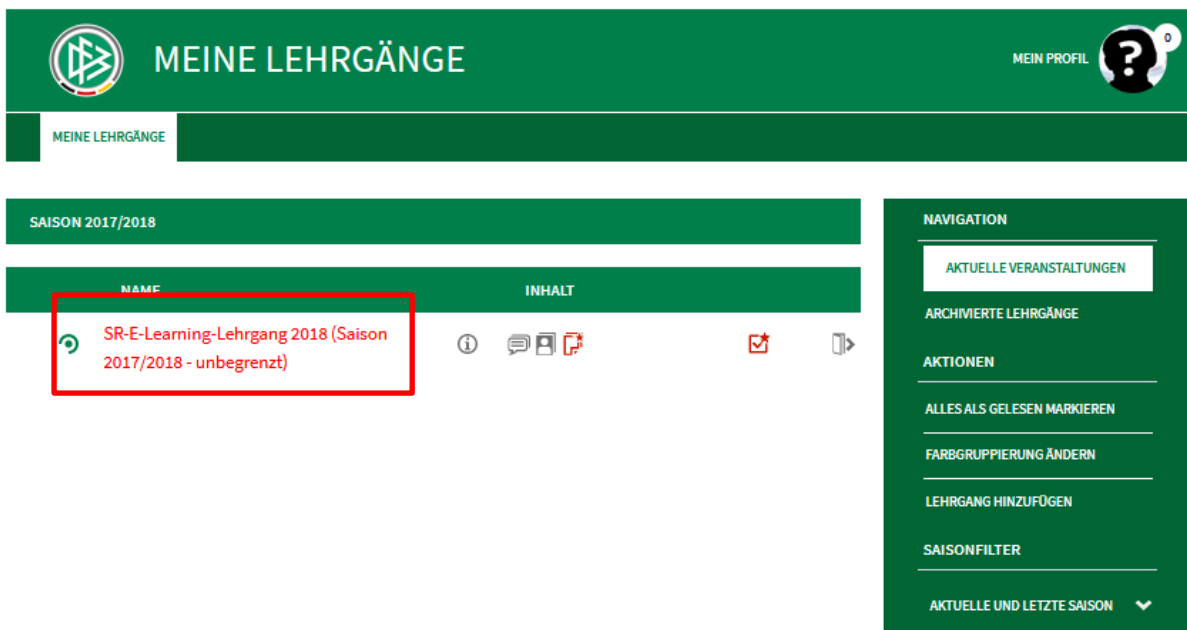 DFB
MEINE LEHRGÄNGE
MEIN PROFIL
?
0
MEINE LEHRGÄNGE
SAISON 2017/2018
NAME
INHALT
SR-E-Learning-Lehrgang 2018 (Saison
2017/2018 - unbegrenzt)
NAVIGATION
AKTUELLE VERANSTALTUNGEN
ARCHIVIERTE LEHRGÄNGE
AKTIONEN
ALLES ALS GELESEN MARKIEREN
FARBGRUPPIERUNG ÄNDERN
LEHRGANG HINZUFÜGEN
SAISONFILTER
AKTUELLE UND LETZTE SAISON